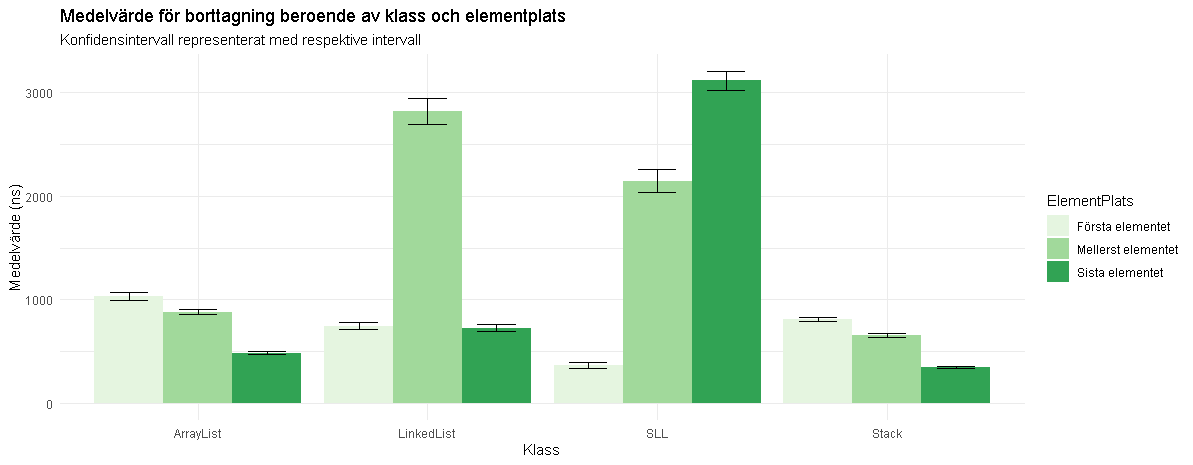 Medelvärde för borttagning beroende av klass och elementplats
Konfidensintervall representerat med respektive intervall
Medelvärde (ns)
3000
2000
1000
0
ArrayList
LinkedList
SLL
Stack
Klass
ElementPlats
Första elementet
Mellerst elementet
Sista elementet